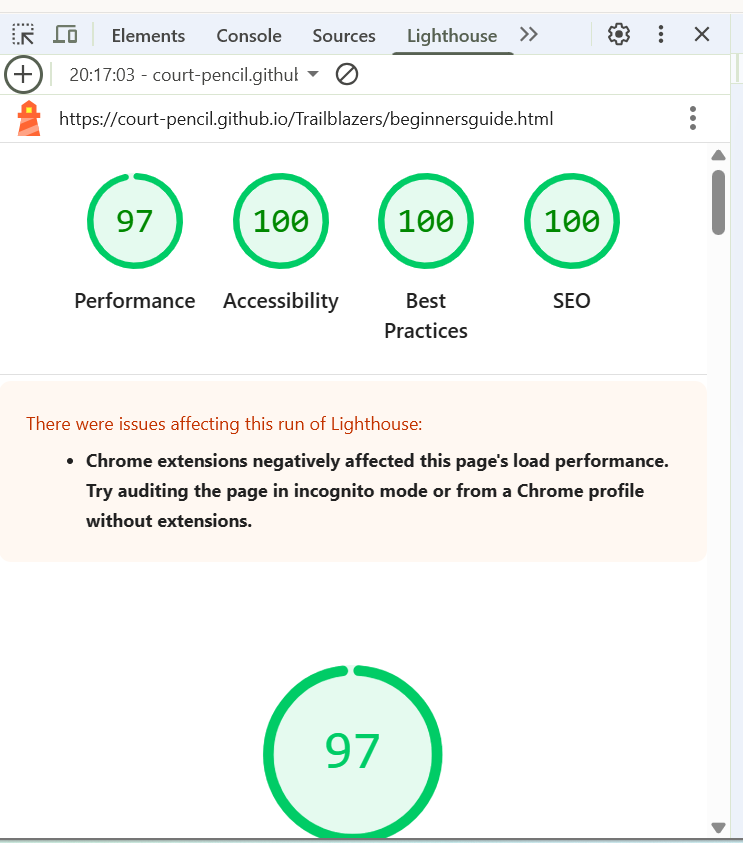 Elements Console Sources Lighthouse
20:17:03 - court-pencil.githul
https://court-pencil.github.io/Trailblazers/beginnersguide.html
97 100 100 100
Performance Accessibility Best Practices SEO
There were issues affecting this run of Lighthouse:
• Chrome extensions negatively affected this page's load performance.
Try auditing the page in incognito mode or from a Chrome profile
without extensions.
97